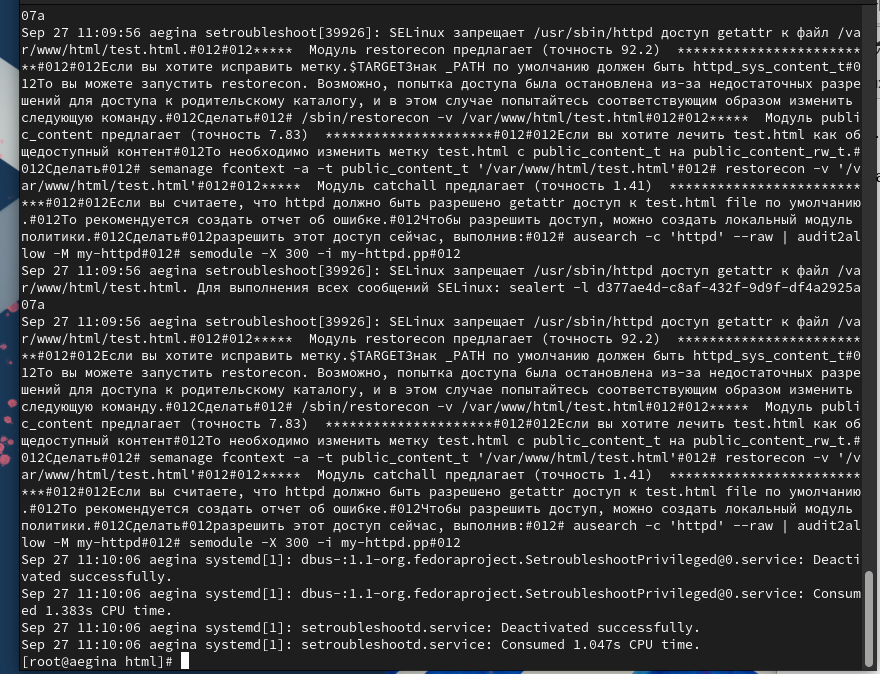 07a
Sep 27 11:09:56 aegina setroubleshoot[39926]: SELinux запрещает /usr/sbin/httpd доступ getattr к файл /va
r/www/html/test.html.#012#012*****  Модуль restorecon предлагает (точность 92.2)  ***********************
**#012#012Если вы хотите исправить метку.$TARGETЗнак _PATH по умолчанию должен быть httpd_sys_content_t#0
12То вы можете запустить restorecon. Возможно, попытка доступа была остановлена из-за недостаточных разре
шений для доступа к родительскому каталогу, и в этом случае попытайтесь соответствующим образом изменить 
следующую команду.#012Сделать#012# /sbin/restorecon -v /var/www/html/test.html#012#012*****  Модуль publi
c_content предлагает (точность 7.83)  *********************#012#012Если вы хотите лечить test.html как об
щедоступный контент#012То необходимо изменить метку test.html с public_content_t на public_content_rw_t.#
012Сделать#012# semanage fcontext -a -t public_content_t '/var/www/html/test.html'#012# restorecon -v '/v
ar/www/html/test.html'#012#012*****  Модуль catchall предлагает (точность 1.41)  ************************
***#012#012Если вы считаете, что httpd должно быть разрешено getattr доступ к test.html file по умолчанию
.#012То рекомендуется создать отчет об ошибке.#012Чтобы разрешить доступ, можно создать локальный модуль 
политики.#012Сделать#012разрешить этот доступ сейчас, выполнив:#012# ausearch -c 'httpd' --raw | audit2al
low -M my-httpd#012# semodule -X 300 -i my-httpd.pp#012
Sep 27 11:09:56 aegina setroubleshoot[39926]: SELinux запрещает /usr/sbin/httpd доступ getattr к файл /va
r/www/html/test.html. Для выполнения всех сообщений SELinux: sealert -l d377ae4d-c8af-432f-9d9f-df4a2925a
07a
Sep 27 11:09:56 aegina setroubleshoot[39926]: SELinux запрещает /usr/sbin/httpd доступ getattr к файл /va
r/www/html/test.html.#012#012*****  Модуль restorecon предлагает (точность 92.2)  ***********************
**#012#012Если вы хотите исправить метку.$TARGETЗнак _PATH по умолчанию должен быть httpd_sys_content_t#0
12То вы можете запустить restorecon. Возможно, попытка доступа была остановлена из-за недостаточных разре
шений для доступа к родительскому каталогу, и в этом случае попытайтесь соответствующим образом изменить 
следующую команду.#012Сделать#012# /sbin/restorecon -v /var/www/html/test.html#012#012*****  Модуль publi
c_content предлагает (точность 7.83)  *********************#012#012Если вы хотите лечить test.html как об
щедоступный контент#012То необходимо изменить метку test.html с public_content_t на public_content_rw_t.#
012Сделать#012# semanage fcontext -a -t public_content_t '/var/www/html/test.html'#012# restorecon -v '/v
ar/www/html/test.html'#012#012*****  Модуль catchall предлагает (точность 1.41)  ************************
***#012#012Если вы считаете, что httpd должно быть разрешено getattr доступ к test.html file по умолчанию
.#012То рекомендуется создать отчет об ошибке.#012Чтобы разрешить доступ, можно создать локальный модуль 
политики.#012Сделать#012разрешить этот доступ сейчас, выполнив:#012# ausearch -c 'httpd' --raw | audit2al
low -M my-httpd#012# semodule -X 300 -i my-httpd.pp#012
Sep 27 11:10:06 aegina systemd[1]: dbus-:1.1-org.fedoraproject.SetroubleshootPrivileged@0.service: Deacti
vated successfully.
Sep 27 11:10:06 aegina systemd[1]: dbus-:1.1-org.fedoraproject.SetroubleshootPrivileged@0.service: Consum
ed 1.383s CPU time.
Sep 27 11:10:06 aegina systemd[1]: setroubleshootd.service: Deactivated successfully.
Sep 27 11:10:06 aegina systemd[1]: setroubleshootd.service: Consumed 1.047s CPU time.
[root@aegina html]#